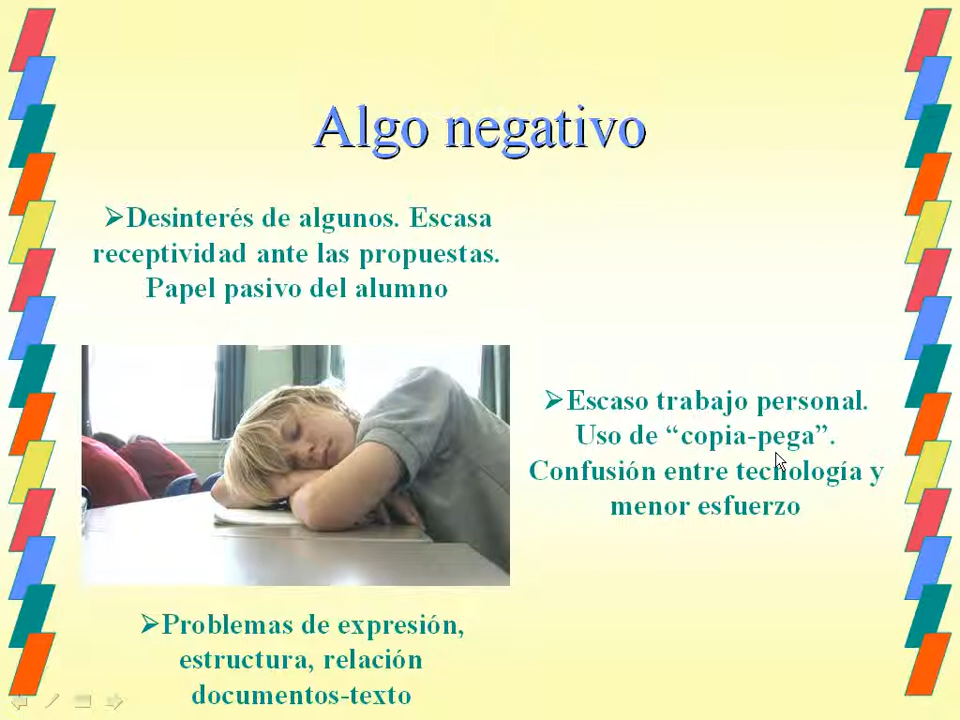 Algo negativo
➢Desinterés de algunos. Escasa
receptividad ante las propuestas.
Papel pasivo del alumno
➢Escaso trabajo personal.
Uso de “copia-pega”.
Confusión entre tecnología y
menor esfuerzo
➢Problemas de expresión,
estructura, relación
documentos-texto